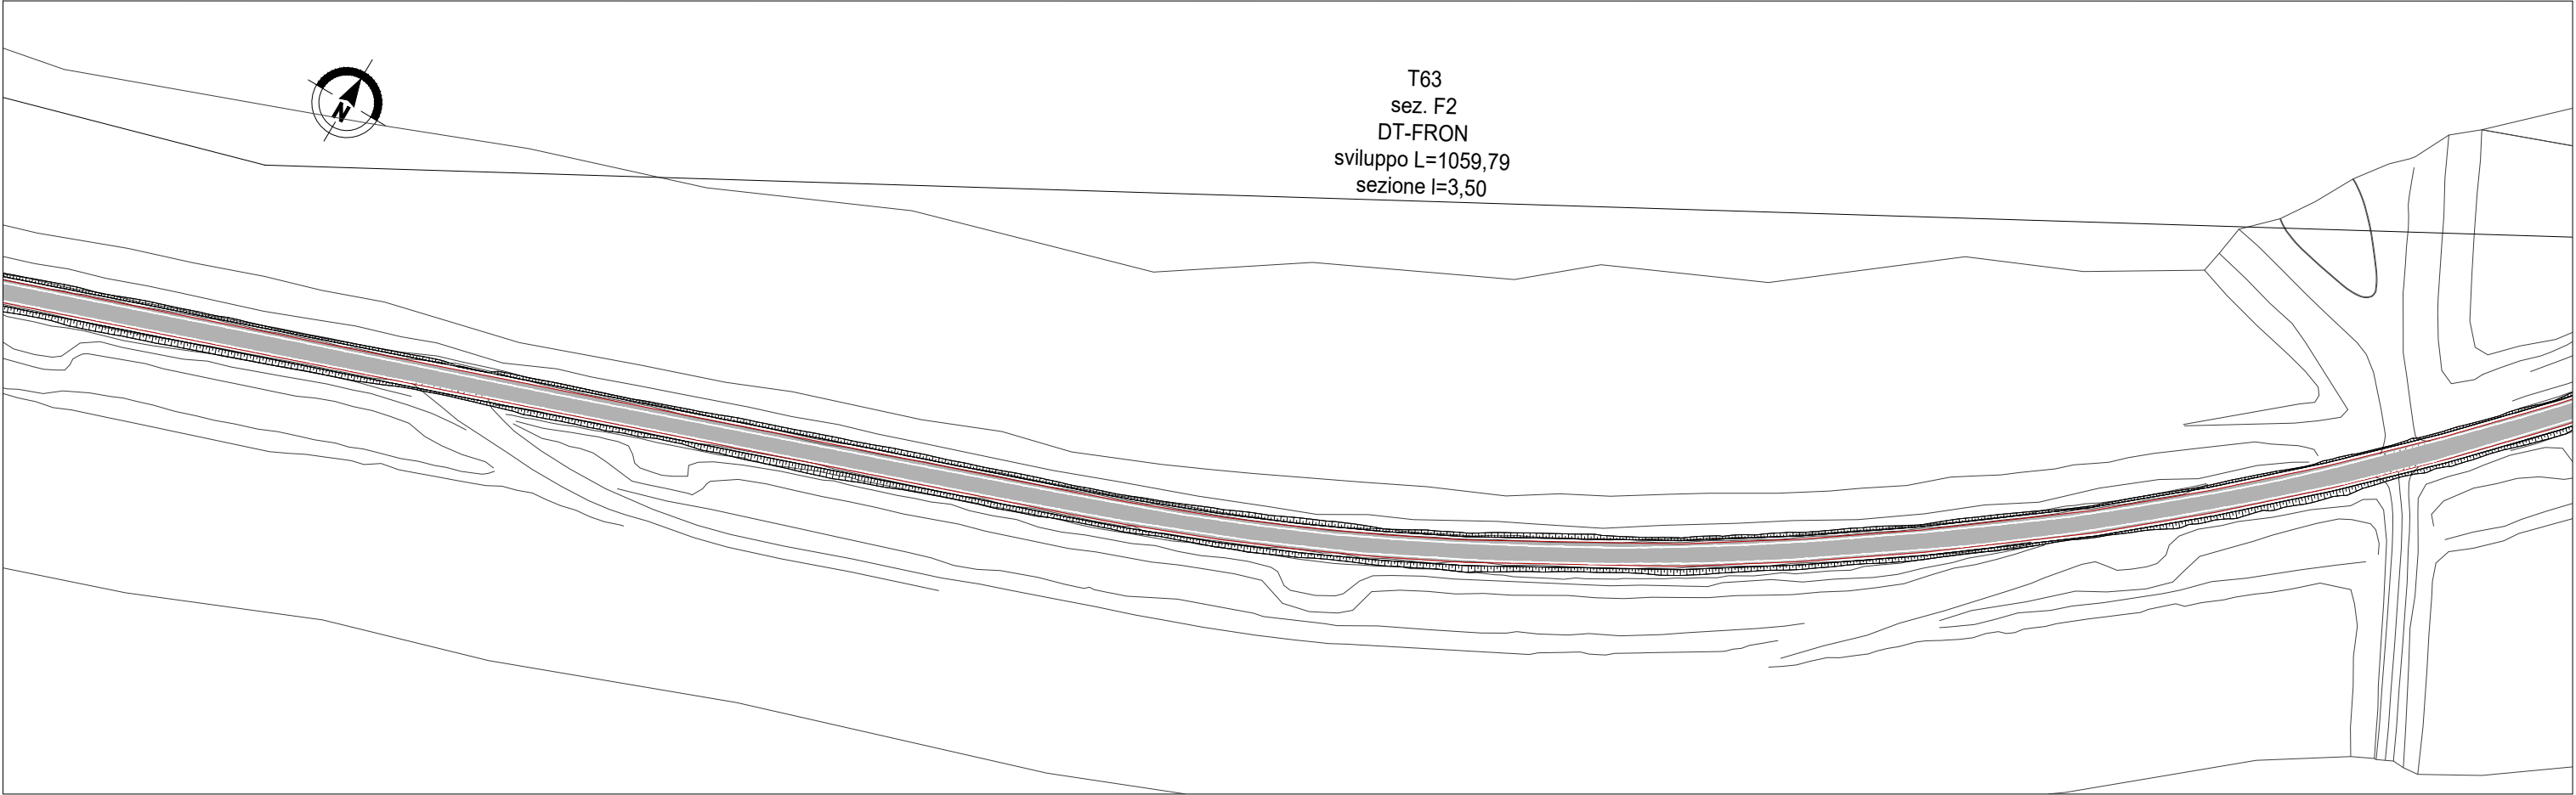 N
T63
sez. F2
DT-FRON
sviluppo L=1059,79
sezione l=3,50